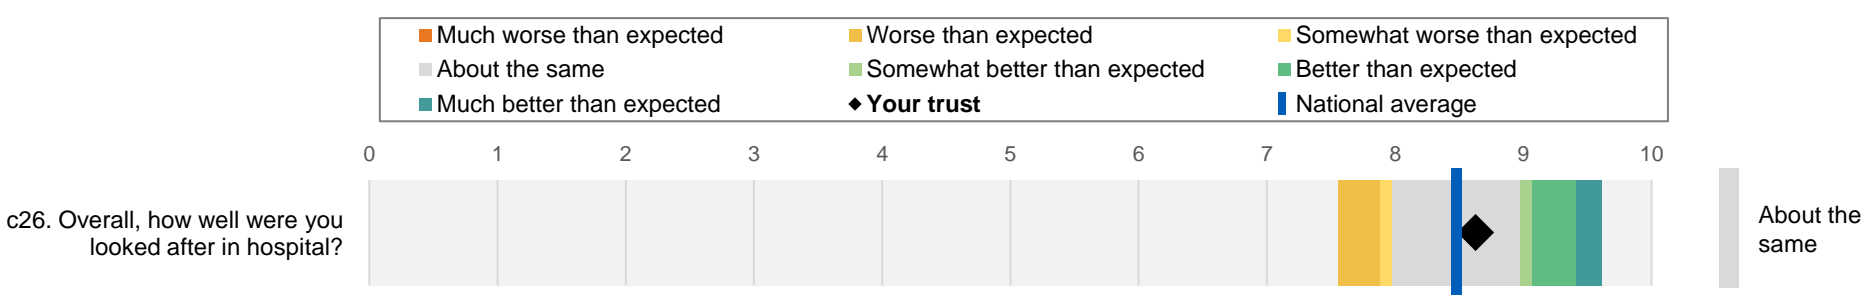 Much worse than expected
Worse than expected
Somewhat worse than expected
About the same
Somewhat better than expected
Better than expected
Much better than expected
Your trust
National average
0 1 2 3 4 5 6 7 8 9 10
c26. Overall, how well were you
looked after in hospital?
About the
same